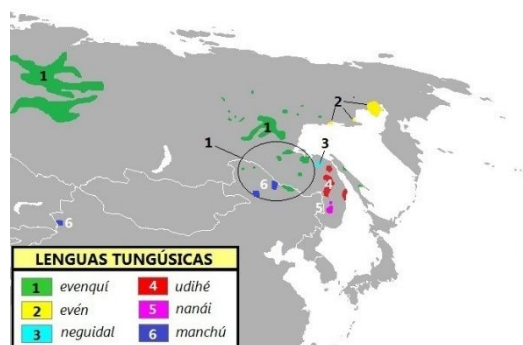 1
2
1
1
3
6
4
5
6
LENGUAS TUNGÚSICAS
1 evenquí 4 udihé
2 evén 5 nanái
3 neguidal 6 manchú